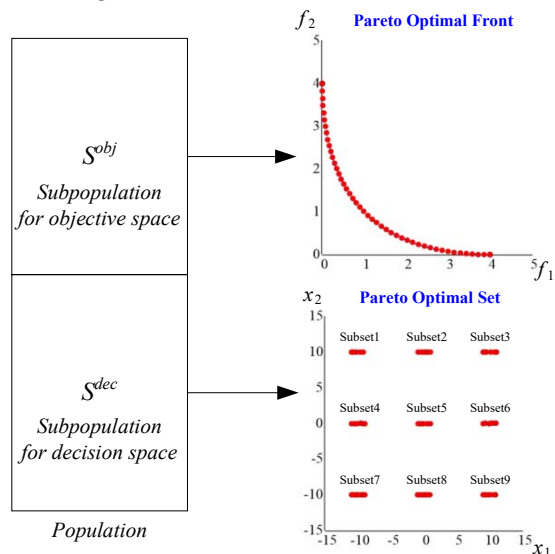 f2
Pareto Optimal Front
5
4
3
2
1
0
0 1 2 3 4 5
f1
S^obj
Subpopulation
for objective space
x2
Pareto Optimal Set
15
10
5
0
-5
-10
-15
Subset1 Subset2 Subset3
Subset4 Subset5 Subset6
Subset7 Subset8 Subset9
-15 -10 -5 0 5 10 15
x1
S^dec
Subpopulation
for decision space
Population